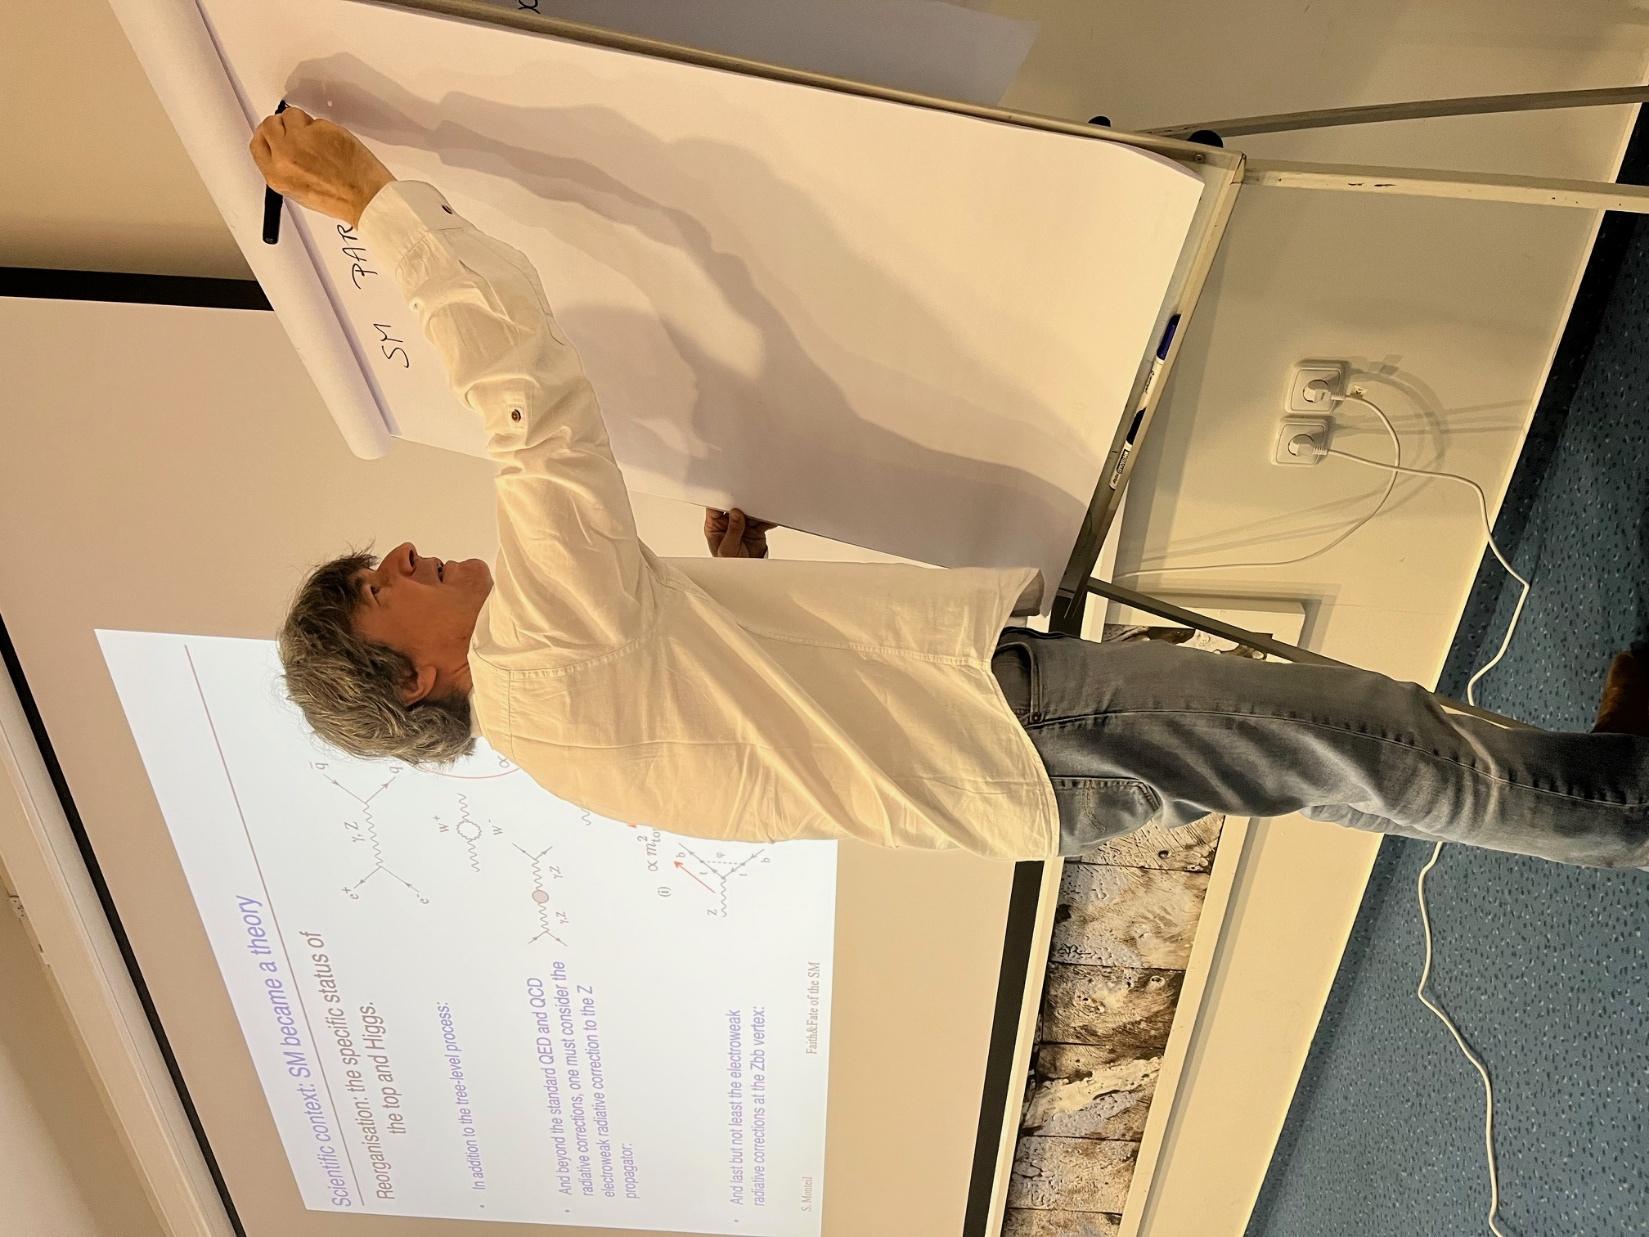 Scientific context: SM became a theory
Reorganisation: the specific status of
the top and Higgs.
• In addition to the tree-level process:
e+
e-
γ, Z
q̄
q
W+
W-
• And beyond the standard QED and QCD
radiative corrections, one must consider the
electroweak radiative correction to the Z
propagator:
γ,Z
γ,Z
• And last but not least the electroweak
radiative corrections at the Zbb vertex:
(i)
Z
t
t
φ
b
b
S. Monteil
Faith&Fate of the SM
SM PAR